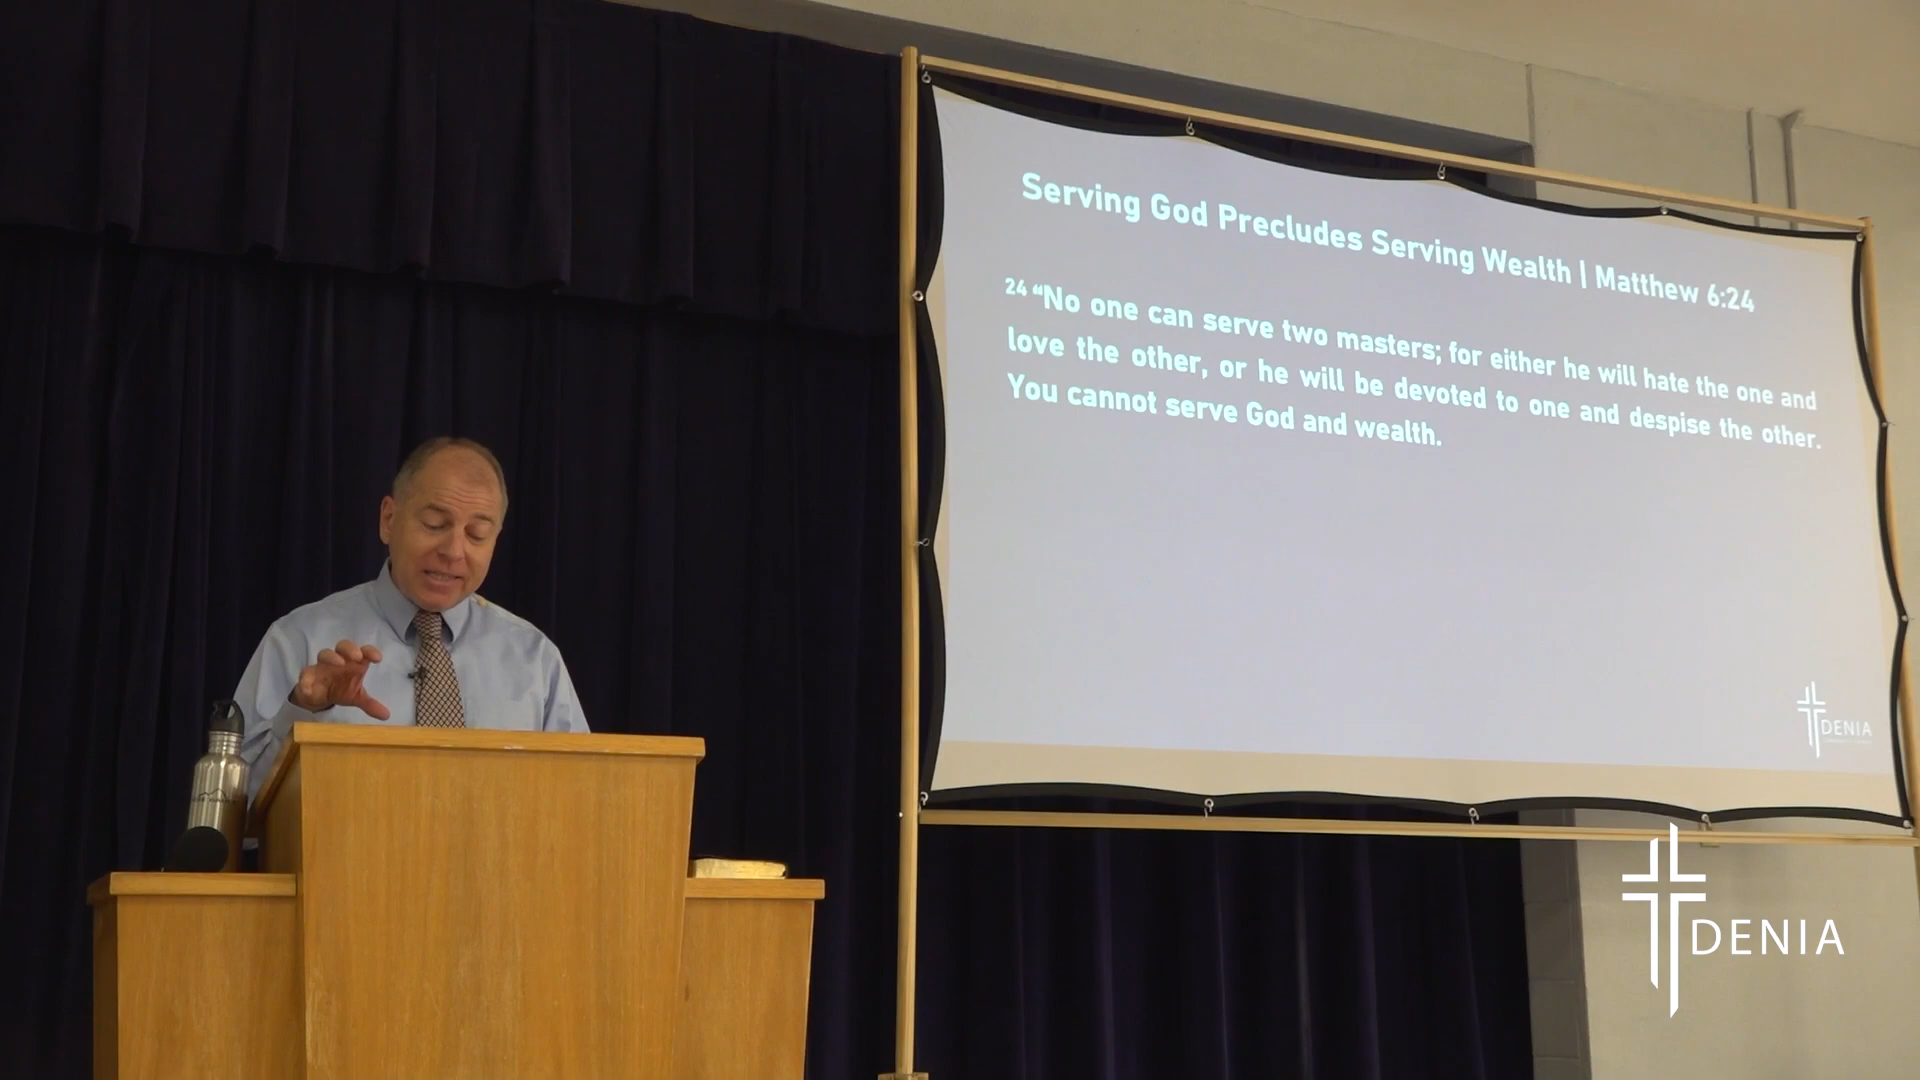 Serving God Precludes Serving Wealth | Matthew 6:24
24 “No one can serve two masters; for either he will hate the one and
love the other, or he will be devoted to one and despise the other.
You cannot serve God and wealth.
DENIA
DENIA